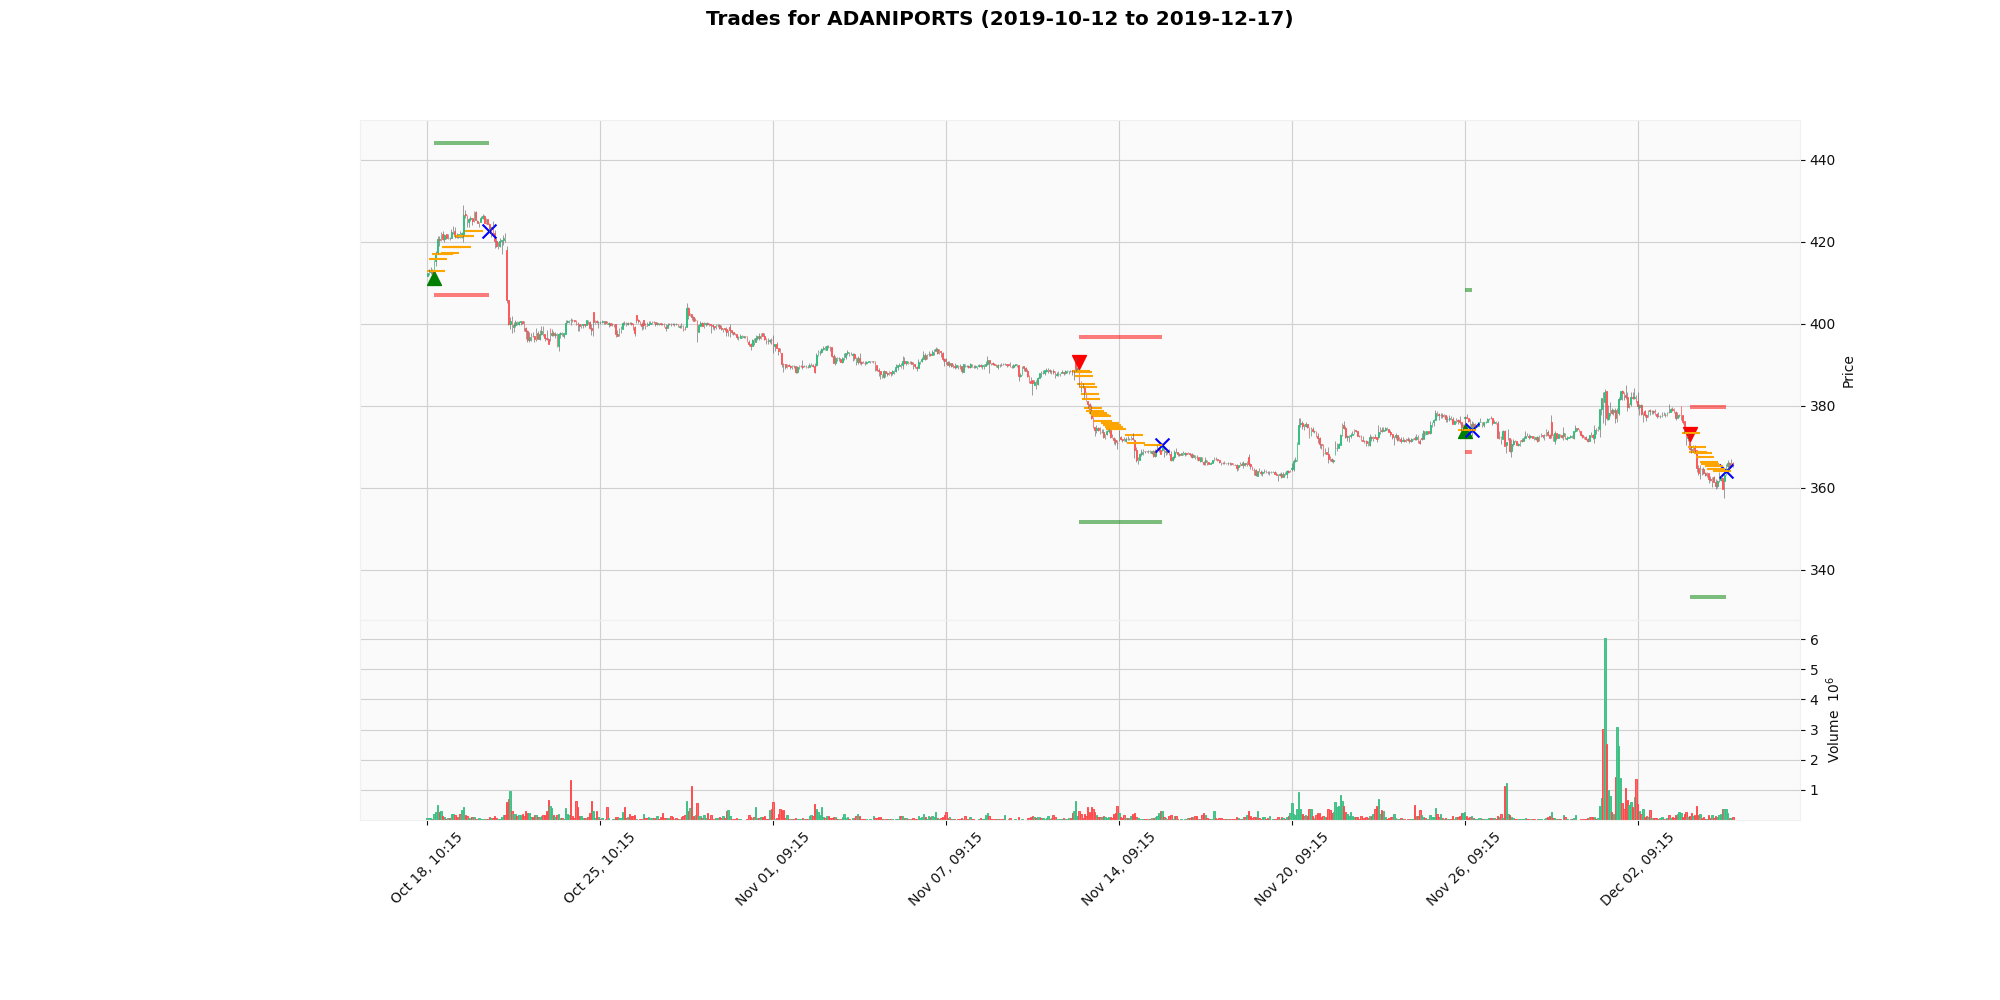 Trades for ADANIPORTS (2019-10-12 to 2019-12-17)
440
420
400
380
360
340
Price
6
5
4
3
2
1
Volume 10^6
Oct 18, 10:15
Oct 25, 10:15
Nov 01, 09:15
Nov 07, 09:15
Nov 14, 09:15
Nov 20, 09:15
Nov 26, 09:15
Dec 02, 09:15